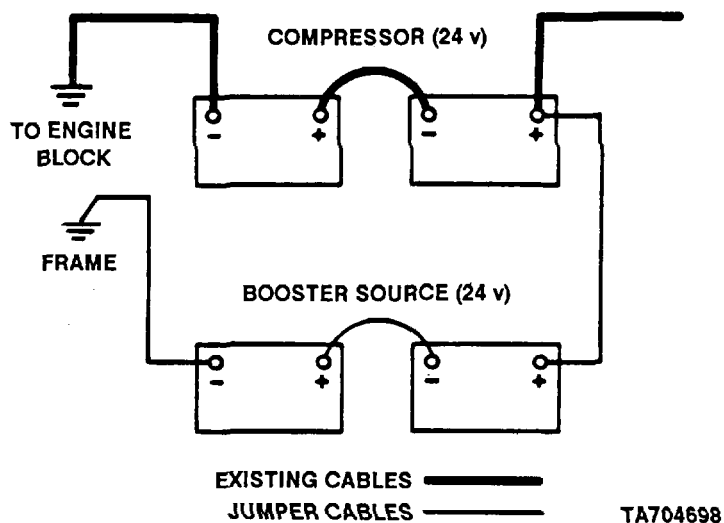 COMPRESSOR (24 v)
- + - +
TO ENGINE
BLOCK
FRAME
BOOSTER SOURCE (24 v)
- + - +
EXISTING CABLES
JUMPER CABLES
TA704698